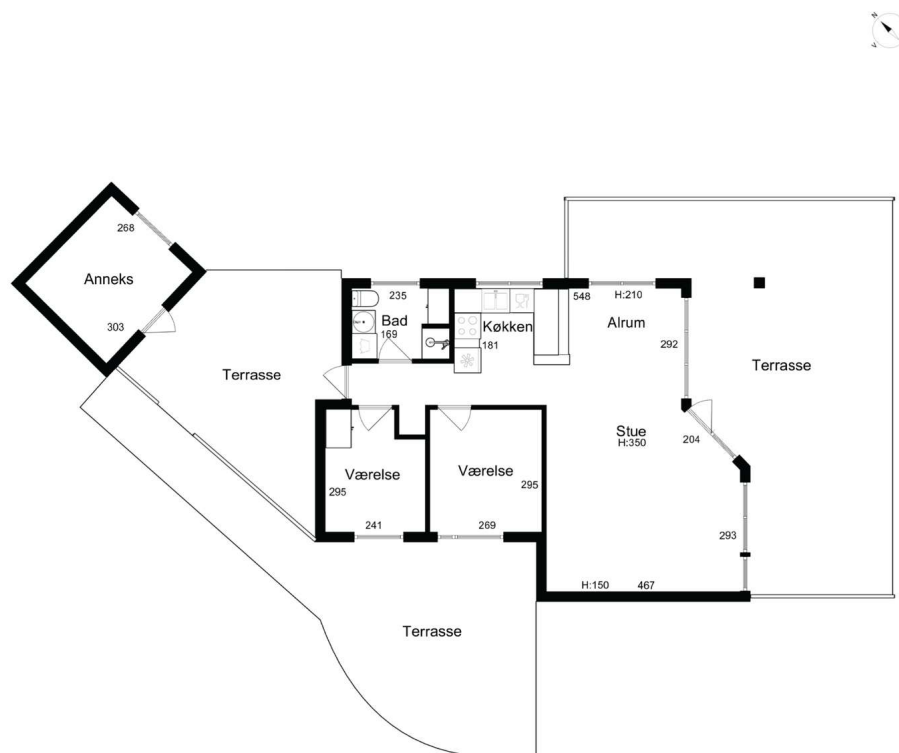 N
V
268
Anneks
303
Terrasse
235
Bad
169
Køkken
181
548
H:210
Alrum
292
Terrasse
Stue
H:350
204
Værelse
295
241
Værelse
295
269
293
H:150
467
Terrasse